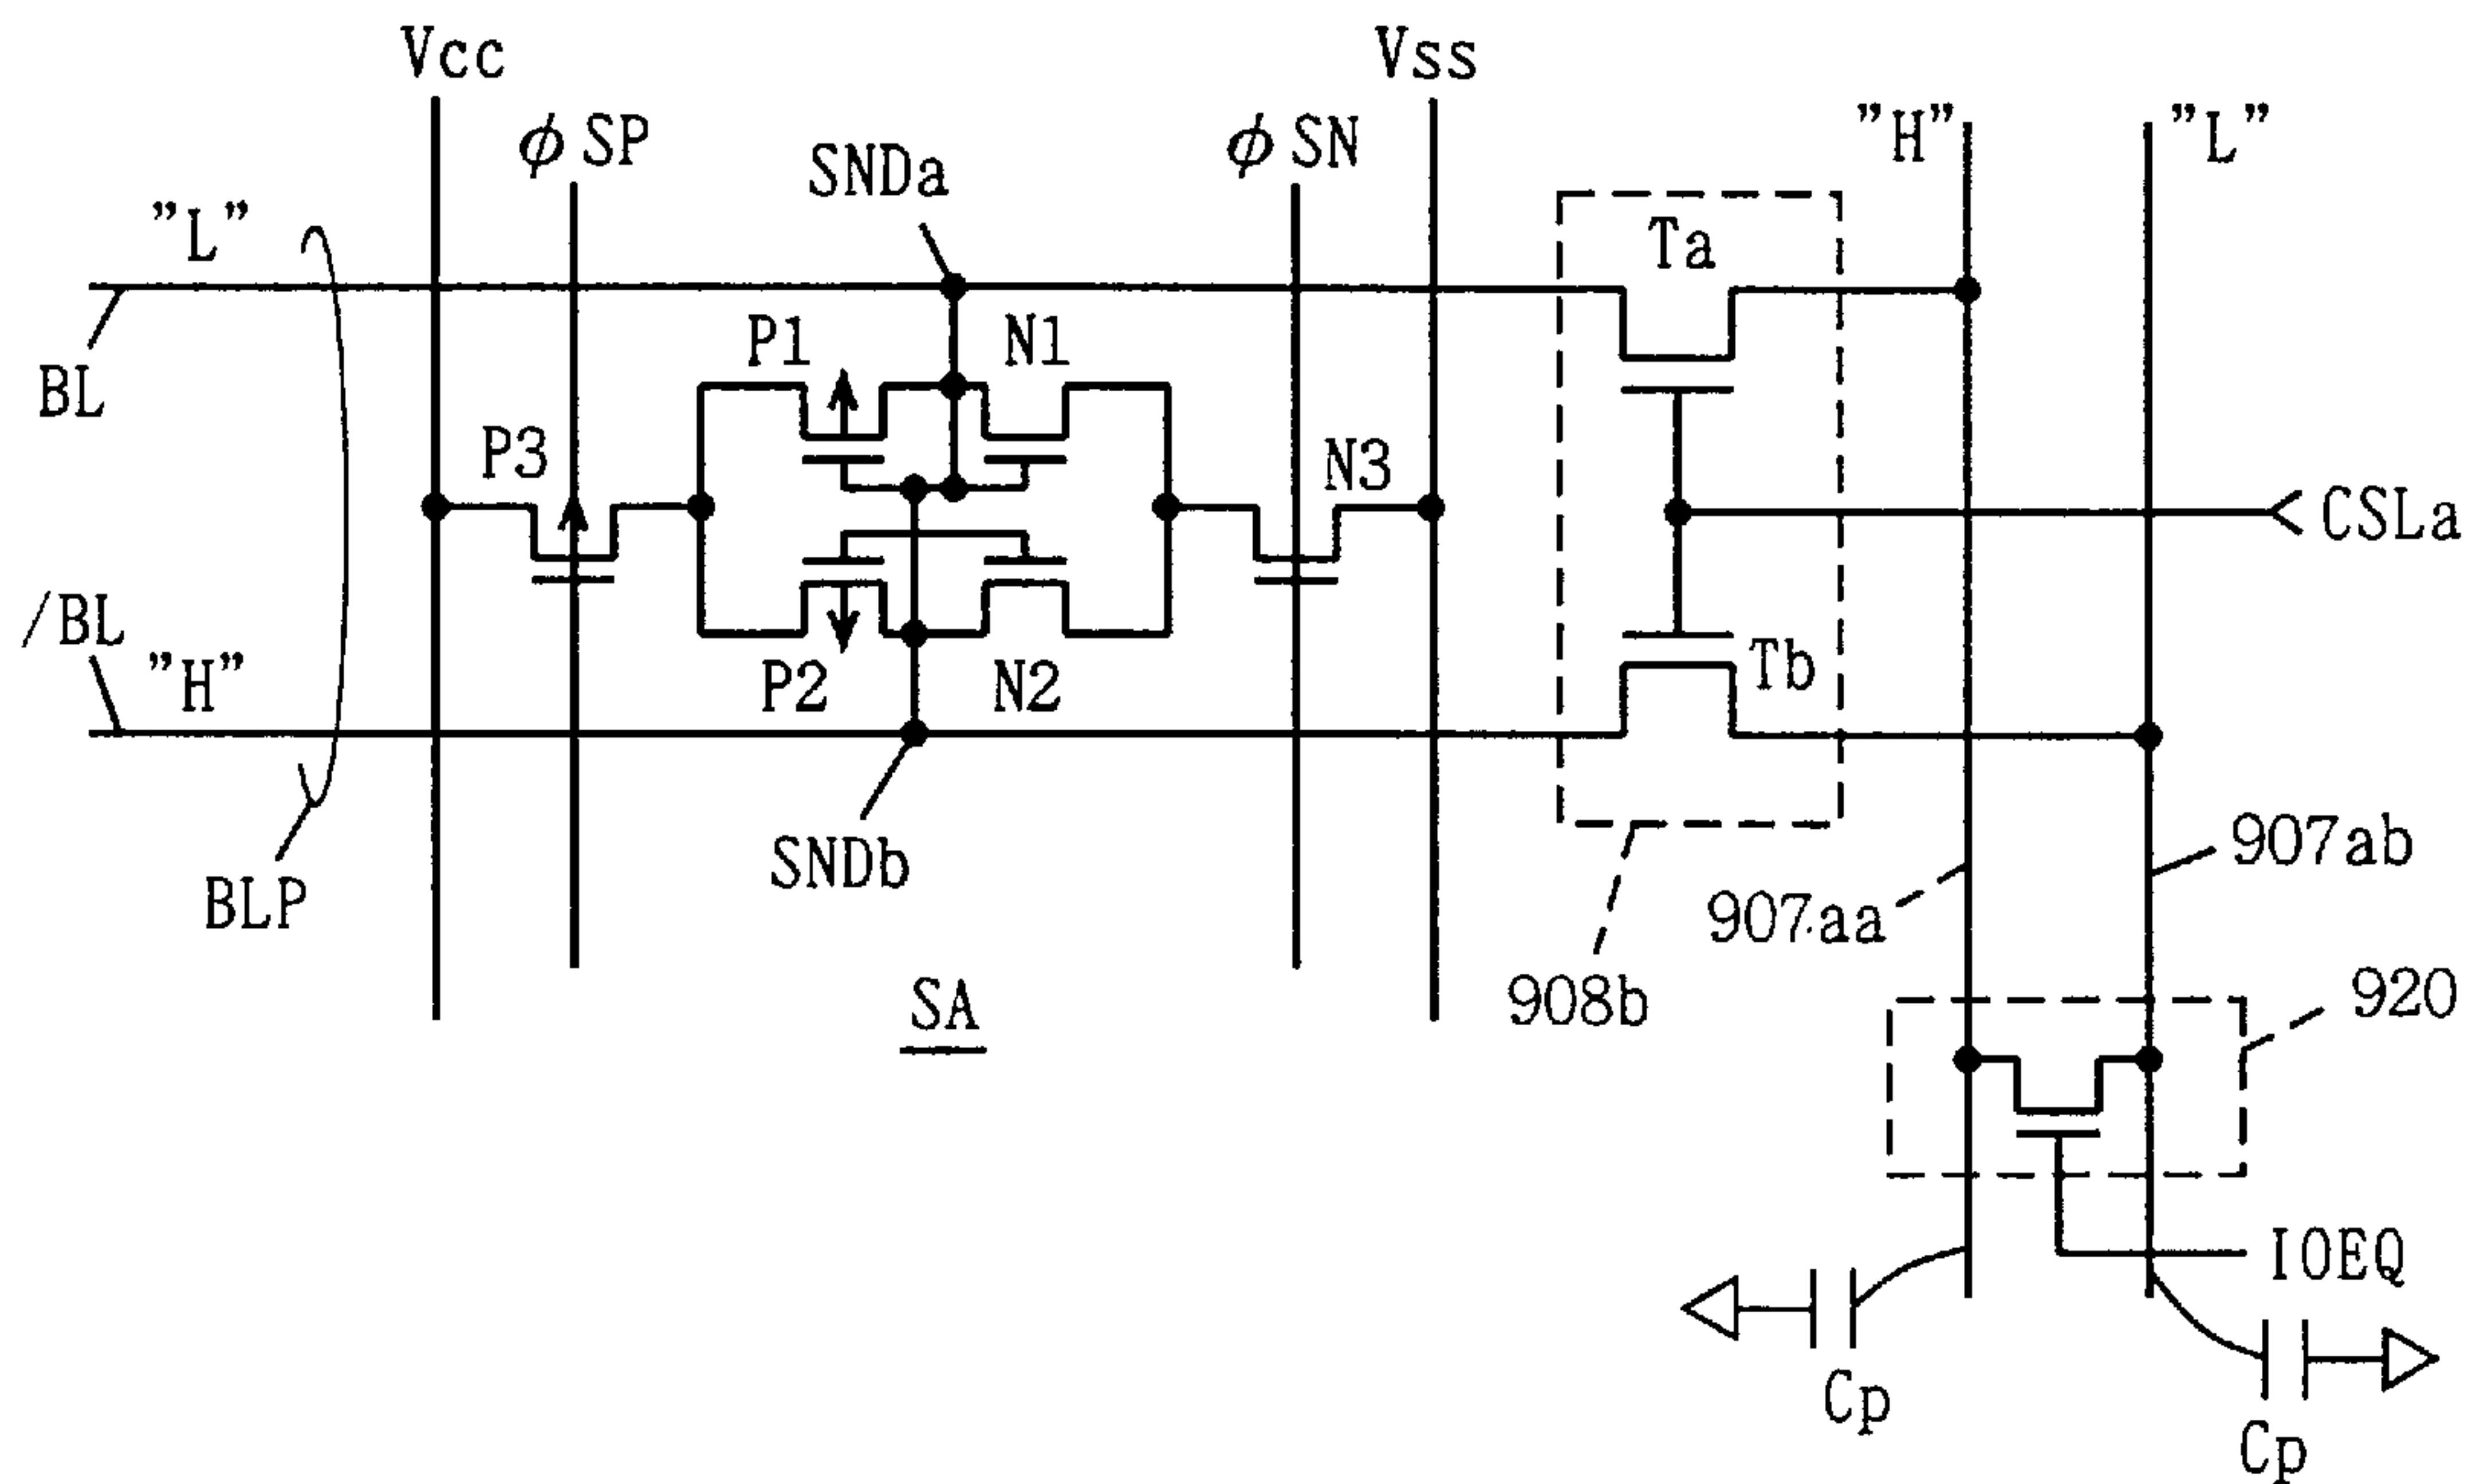 Vcc
Vss
φSP
SNDa
φSN
"H"
"L"
"L"
Ta
BL
P1
N1
P3
N3
CSLa
/BL
"H"
P2
N2
Tb
SNDb
BLP
907ab
907aa
SA
908b
920
IOEQ
Cp
Cp